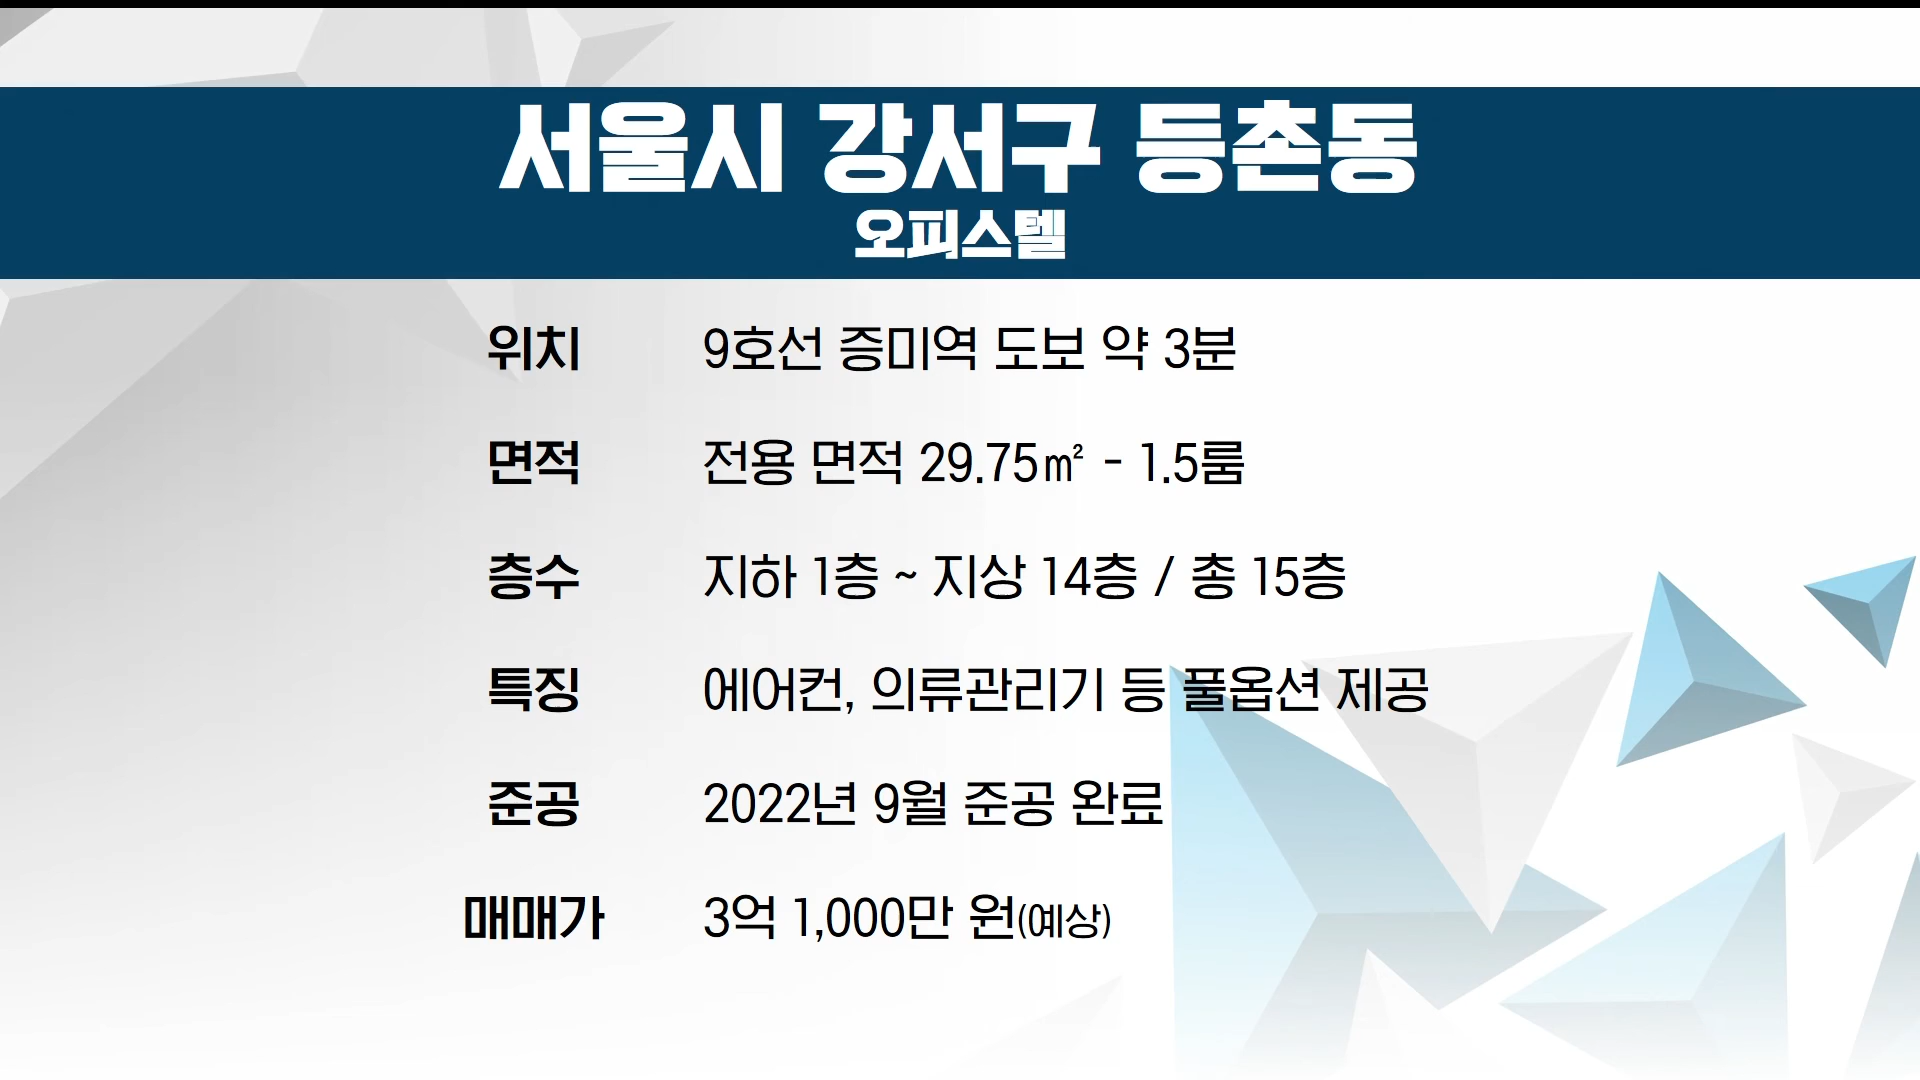 서울시 강서구 등촌동
오피스텔
위치 9호선 증미역 도보 약 3분
면적 전용 면적 29.75㎡ - 1.5룸
층수 지하 1층 ~ 지상 14층 / 총 15층
특징 에어컨, 의류관리기 등 풀옵션 제공
준공 2022년 9월 준공 완료
매매가 3억 1,000만 원(예상)